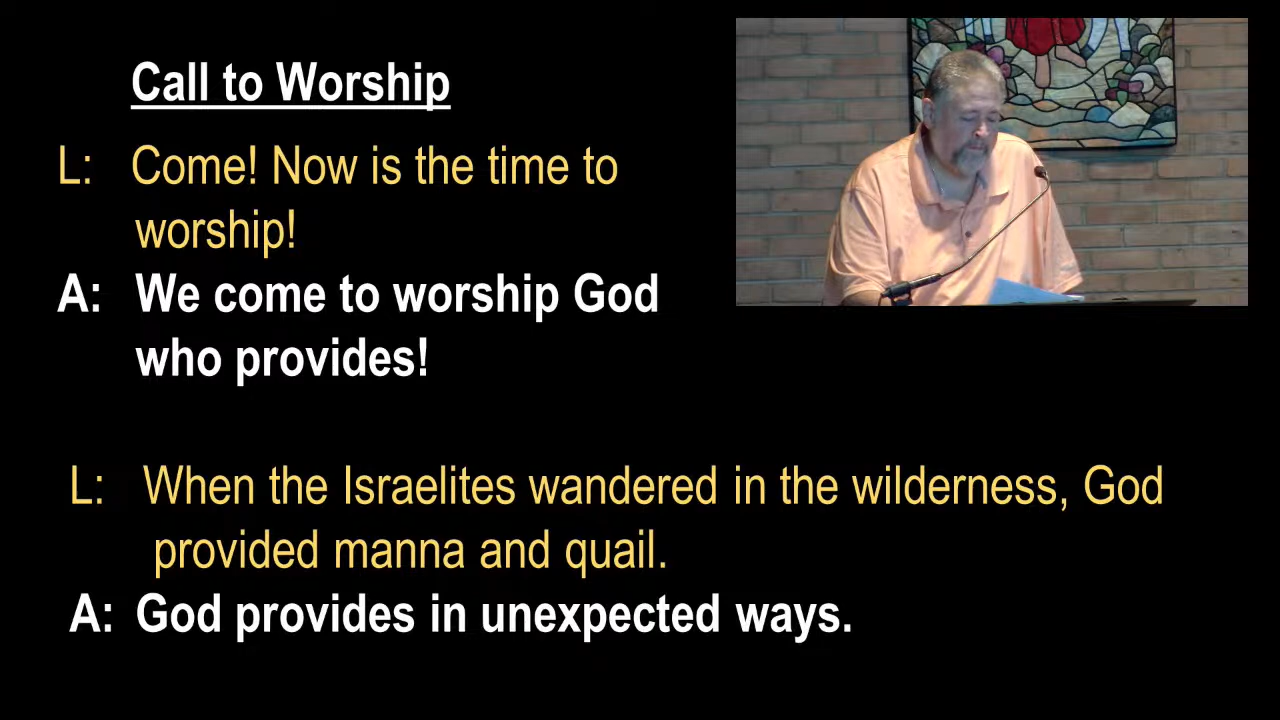 Call to Worship
L: Come! Now is the time to
worship!
A: We come to worship God
who provides!
L: When the Israelites wandered in the wilderness, God
provided manna and quail.
A: God provides in unexpected ways.